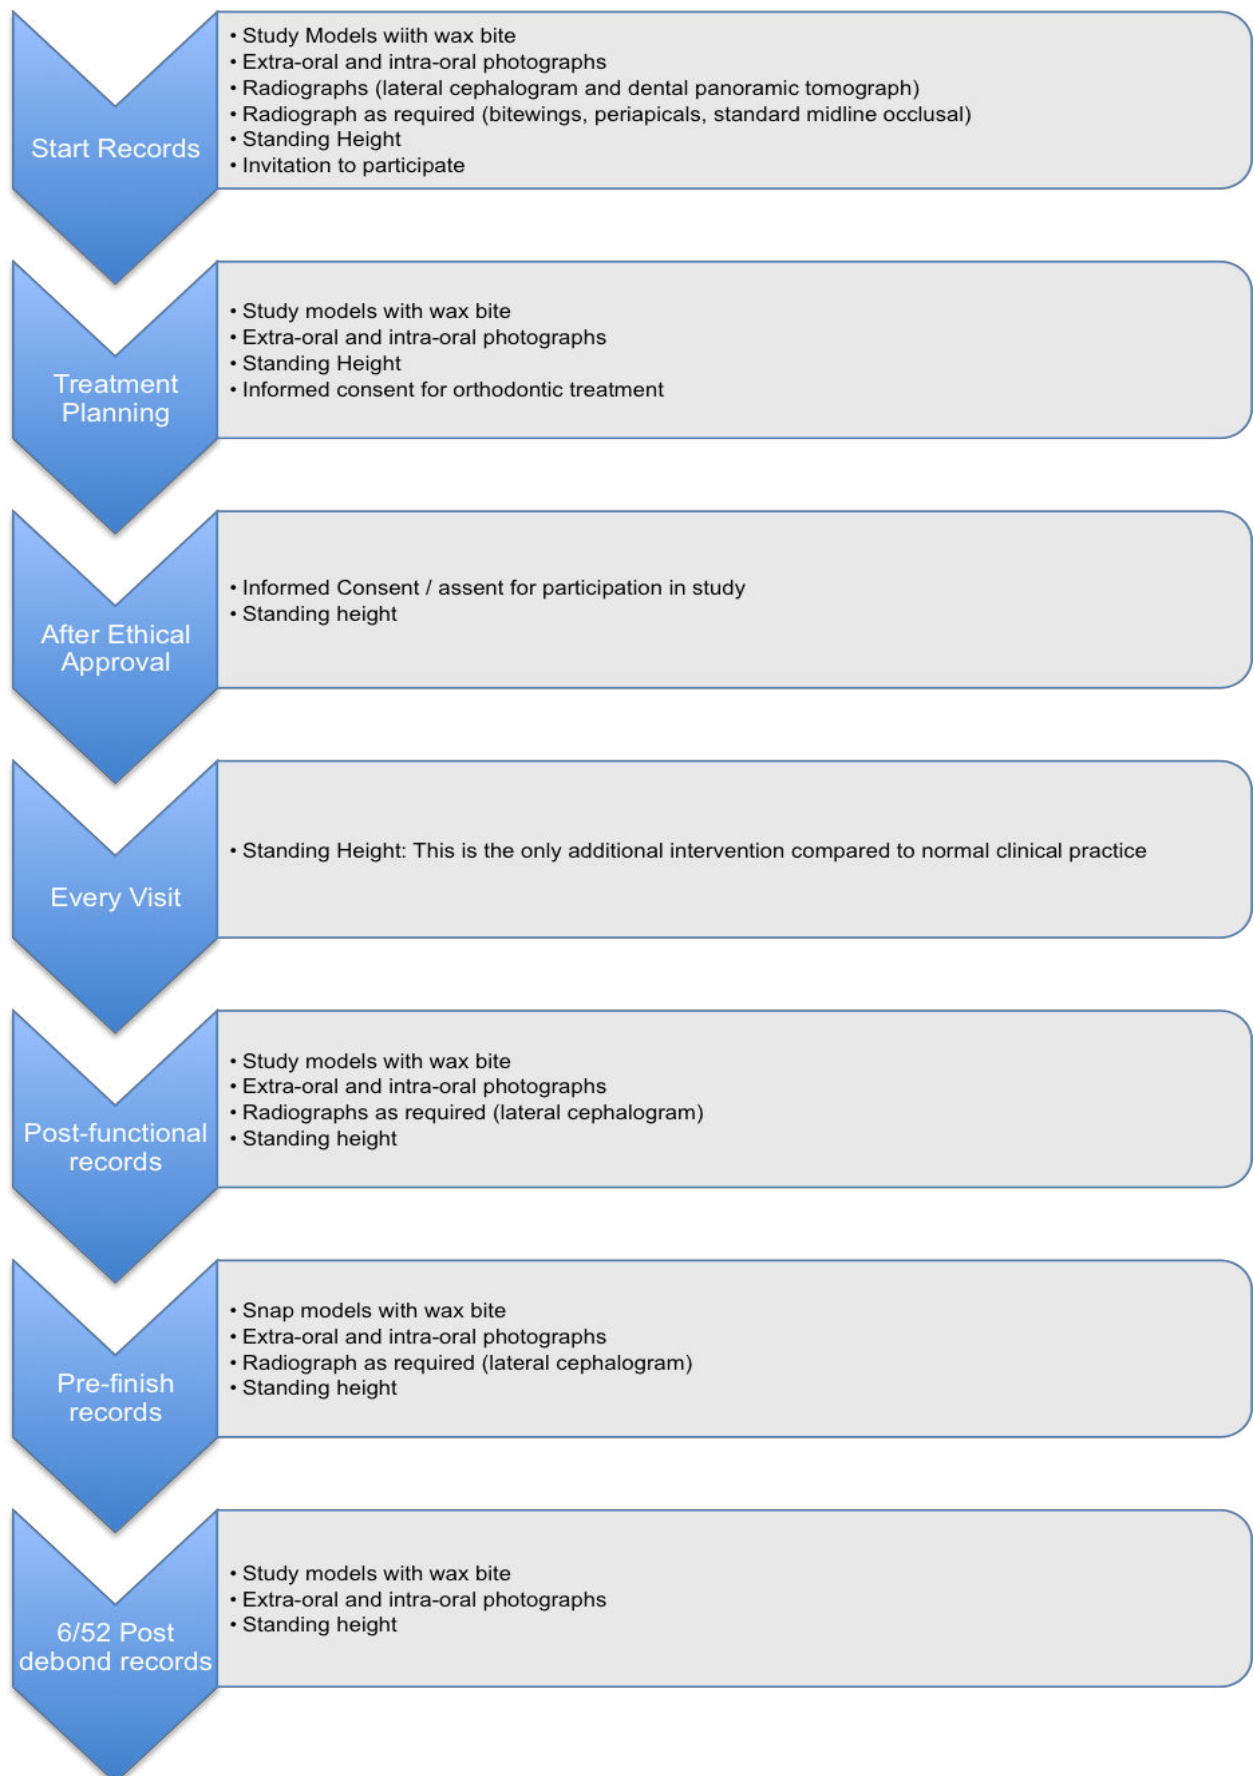 Start Records
• Study Models wiith wax bite
• Extra-oral and intra-oral photographs
• Radiographs (lateral cephalogram and dental panoramic tomograph)
• Radiograph as required (bitewings, periapicals, standard midline occlusal)
• Standing Height
• Invitation to participate
Treatment
Planning
• Study models with wax bite
• Extra-oral and intra-oral photographs
• Standing Height
• Informed consent for orthodontic treatment
After Ethical
Approval
• Informed Consent / assent for participation in study
• Standing height
Every Visit
• Standing Height: This is the only additional intervention compared to normal clinical practice
Post-functional
records
• Study models with wax bite
• Extra-oral and intra-oral photographs
• Radiographs as required (lateral cephalogram)
• Standing height
Pre-finish
records
• Snap models with wax bite
• Extra-oral and intra-oral photographs
• Radiograph as required (lateral cephalogram)
• Standing height
6/52 Post
debond records
• Study models with wax bite
• Extra-oral and intra-oral photographs
• Standing height